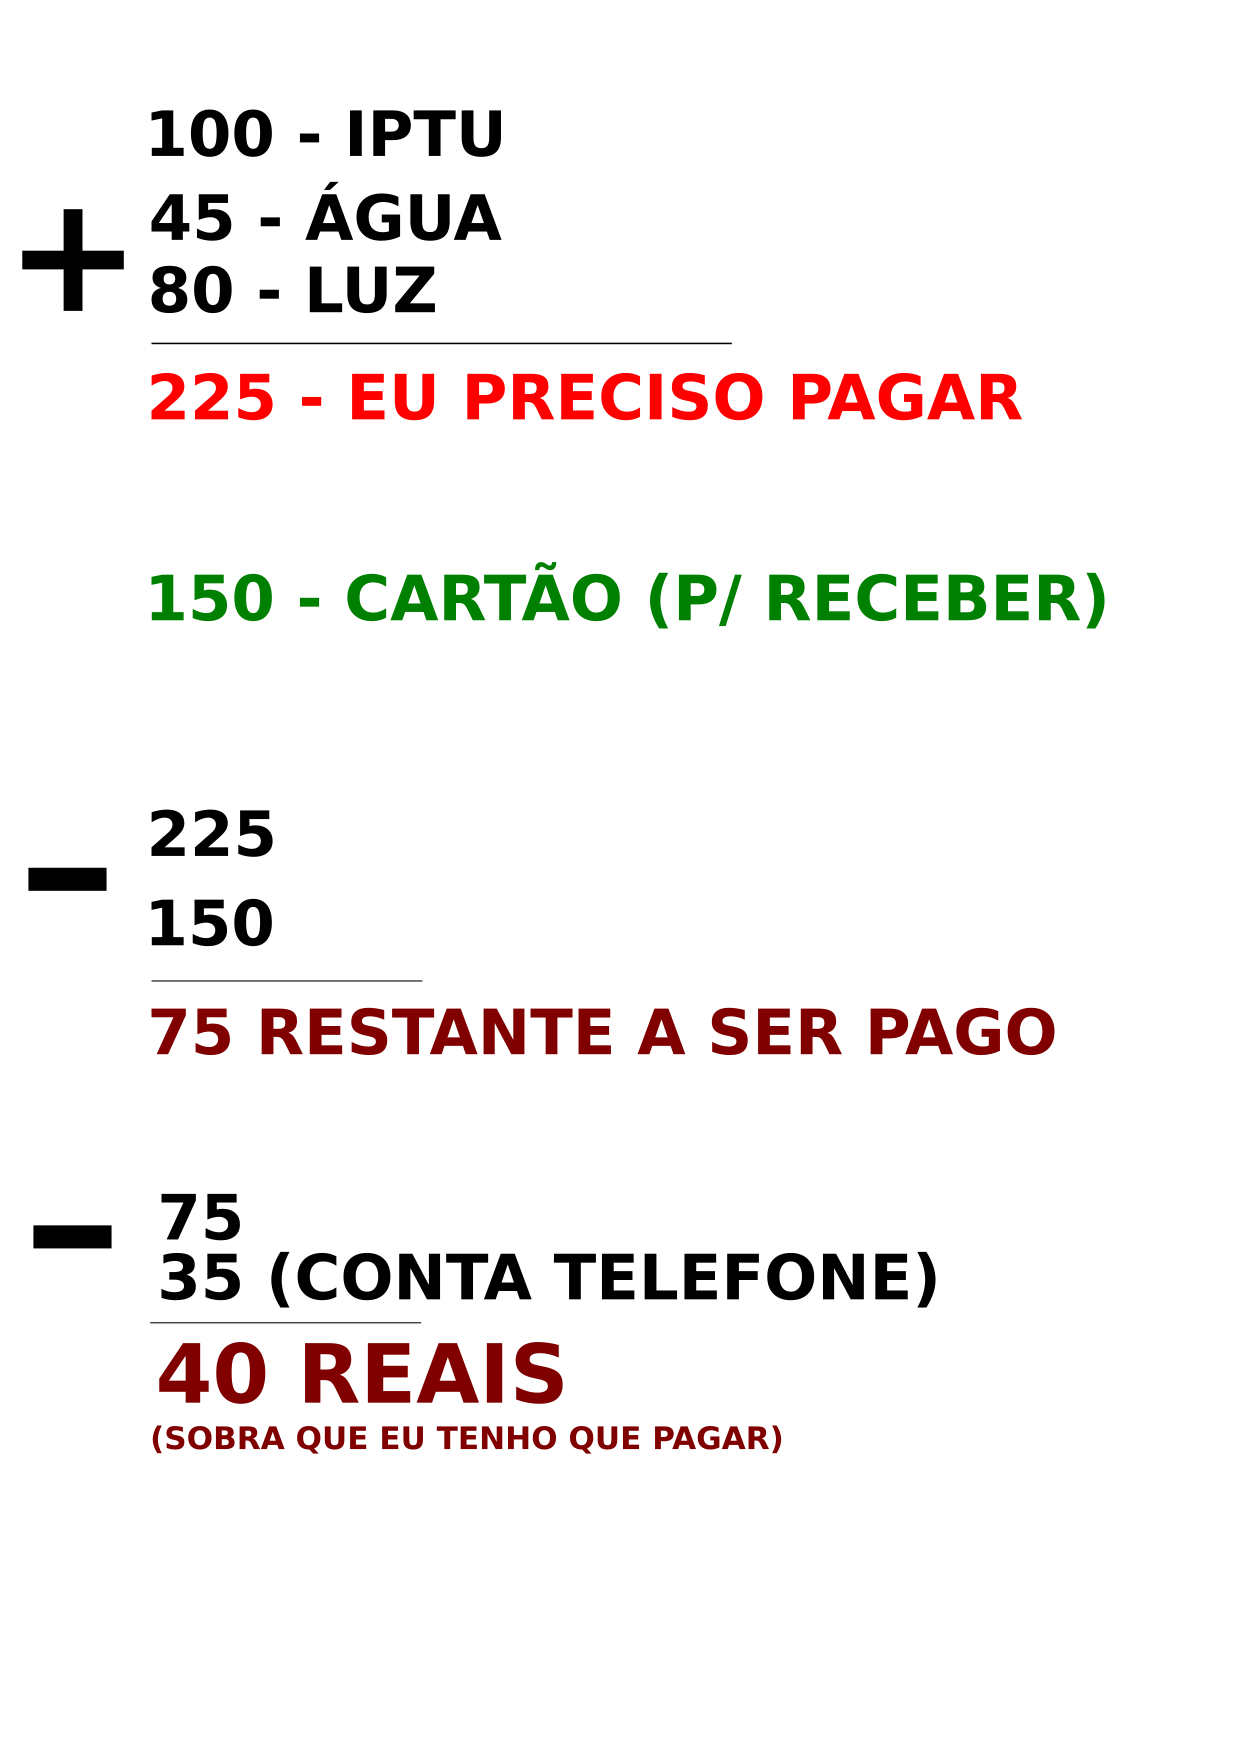 100 - IPTU
+
45 - ÁGUA
80 - LUZ
225 - EU PRECISO PAGAR
150 - CARTÃO (P/ RECEBER)
225
-
150
75 RESTANTE A SER PAGO
75
-
35 (CONTA TELEFONE)
40 REAIS
(SOBRA QUE EU TENHO QUE PAGAR)